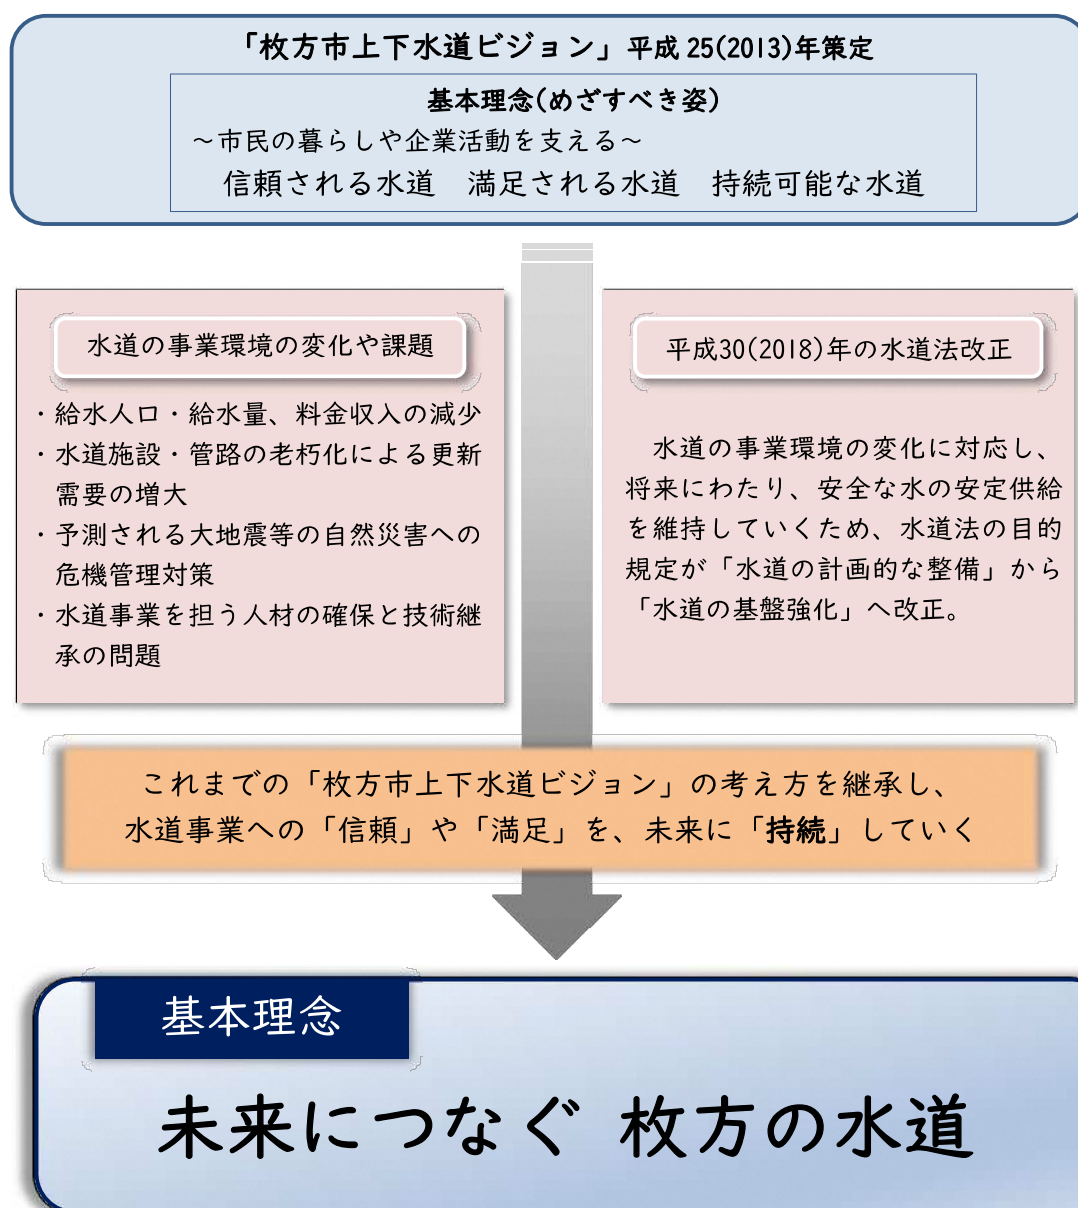 「枚方市上下水道ビジョン」平成25(2013)年策定
基本理念(めざすべき姿)
～市民の暮らしや企業活動を支える～
信頼される水道　満足される水道　持続可能な水道
水道の事業環境の変化や課題
・給水人口・給水量、料金収入の減少
・水道施設・管路の老朽化による更新
需要の増大
・予測される大地震等の自然災害への
危機管理対策
・水道事業を担う人材の確保と技術継
承の問題
平成30(2018)年の水道法改正
水道の事業環境の変化に対応し、
将来にわたり、安全な水の安定供給
を維持していくため、水道法の目的
規定が「水道の計画的な整備」から
「水道の基盤強化」へ改正。
これまでの「枚方市上下水道ビジョン」の考え方を継承し、
水道事業への「信頼」や「満足」を、未来に「持続」していく
基本理念
未来につなぐ 枚方の水道